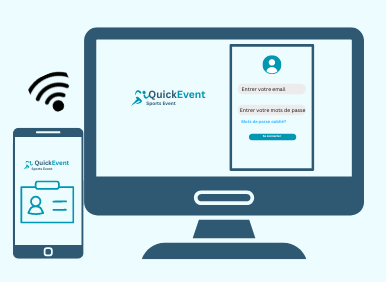 QuickEvent
Sports Event
Entrer votre email
Entrer votre mots de passe
Mots de passe oublié?
Se connecter
QuickEvent
Sports Event